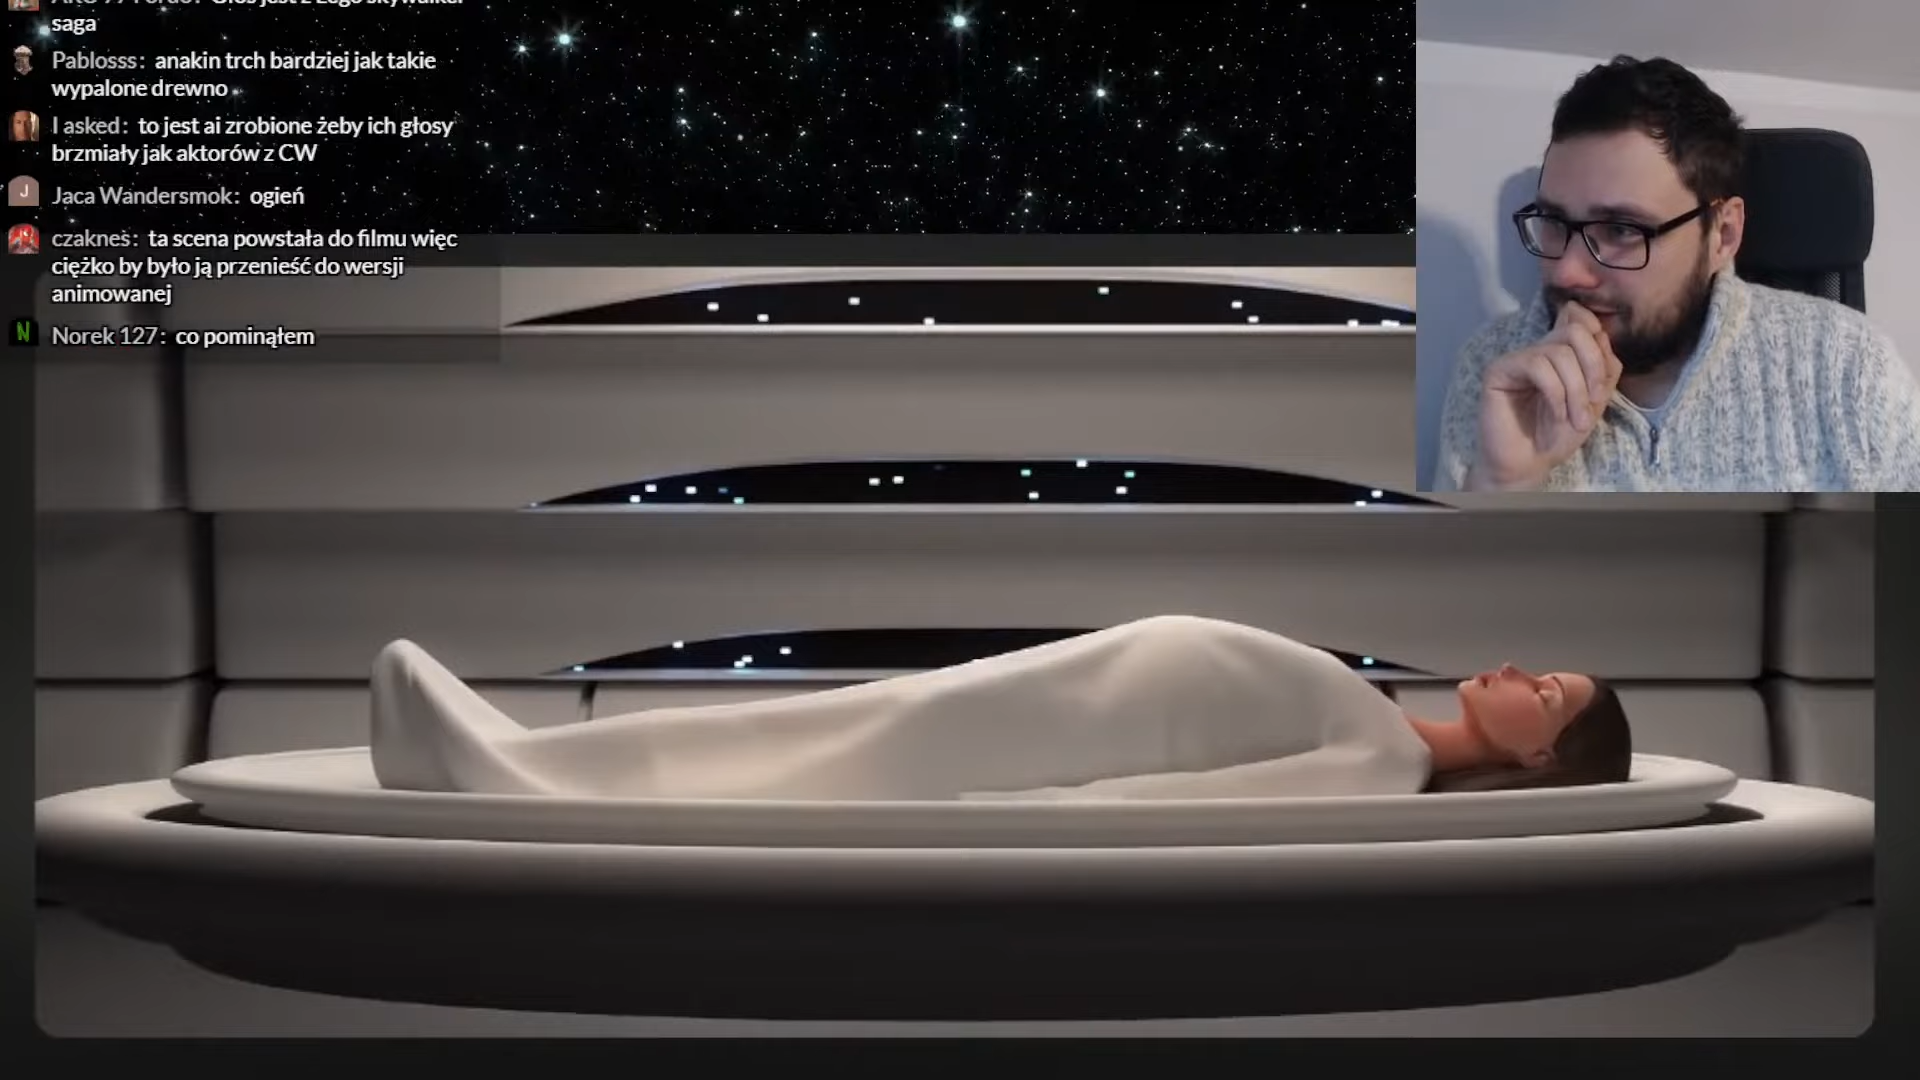 saga
Pablosss: anakin trch bardziej jak takie
wypalone drewno
I asked: to jest ai zrobione żeby ich głosy
brzmiały jak aktorów z CW
J
Jaca Wandersmok: ogień
czaknes: ta scena powstała do filmu więc
ciężko by było ją przenieść do wersji
animowanej
N
Norek 127: co pominąłem